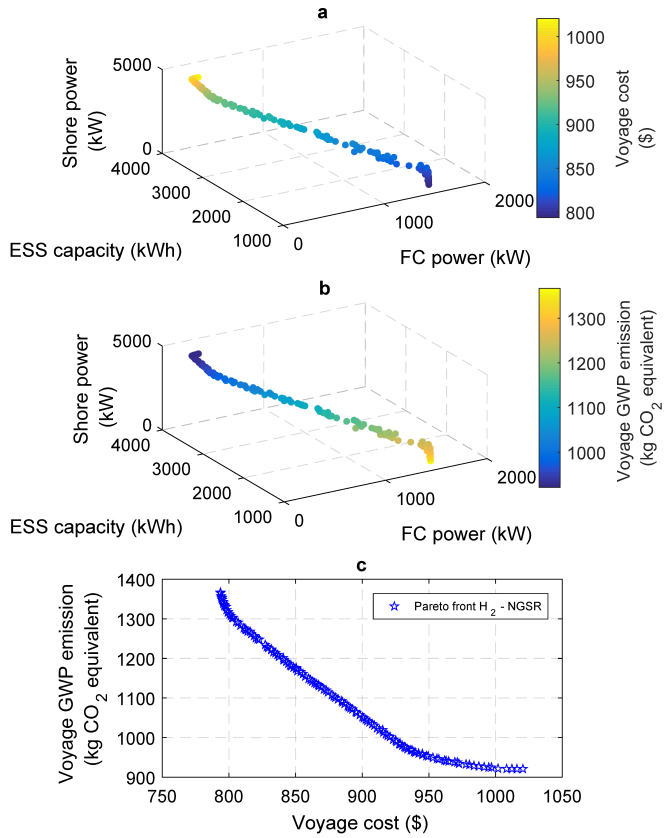 a
5000
0
Shore power
(kW)
4000
3000
2000
1000
ESS capacity (kWh)
0
1000
2000
FC power (kW)
1000
950
900
850
800
Voyage cost
($)
b
5000
0
Shore power
(kW)
4000
3000
2000
1000
ESS capacity (kWh)
0
1000
2000
FC power (kW)
1300
1200
1100
1000
Voyage GWP emission
(kg CO2 equivalent)
c
1400
1300
1200
1100
1000
900
Voyage GWP emission
(kg CO2 equivalent)
Pareto front H2 - NGSR
750
800
850
900
950
1000
1050
Voyage cost ($)